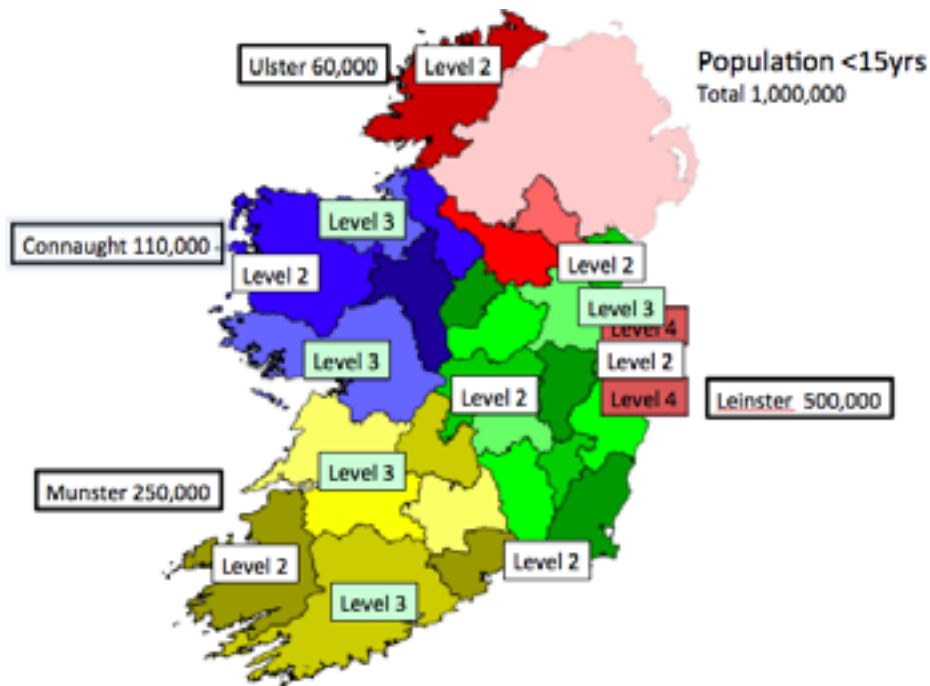 Ulster 60,000
Level 2
Population <15yrs
Total 1,000,000
Level 3
Connaught 110,000
Level 2
Level 2
Level 3
Level 4
Level 3
Level 2
Level 2
Level 4
Leinster 500,000
Level 3
Munster 250,000
Level 2
Level 2
Level 3